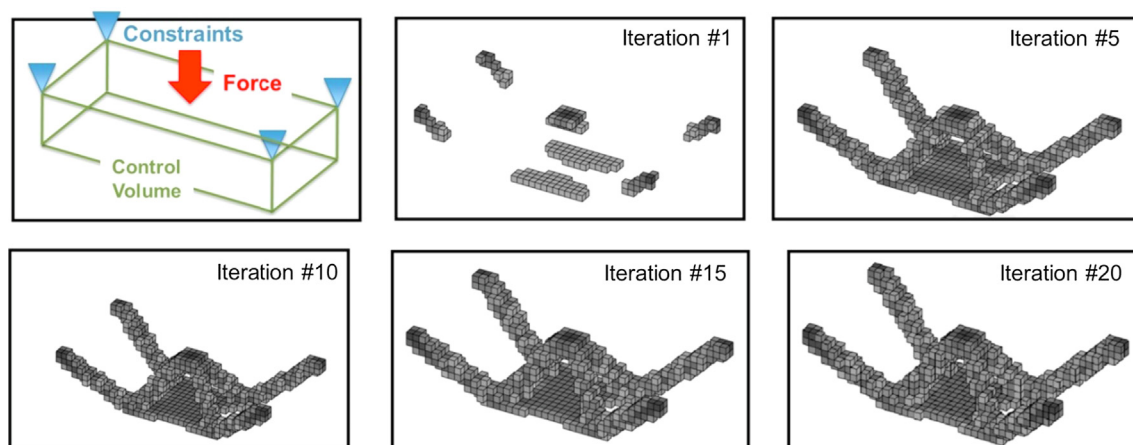 Constraints
Force
Control
Volume
Iteration #1
Iteration #5
Iteration #10
Iteration #15
Iteration #20